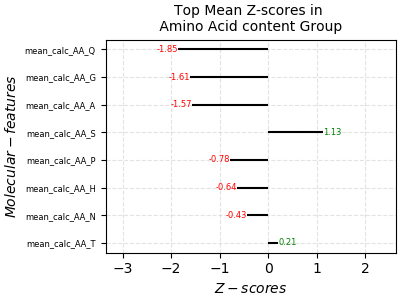 Top Mean Z-scores in
Amino Acid content Group
mean_calc_AA_Q
-1.85
mean_calc_AA_G
-1.61
mean_calc_AA_A
-1.57
mean_calc_AA_S
1.13
mean_calc_AA_P
-0.78
mean_calc_AA_H
-0.64
mean_calc_AA_N
-0.43
mean_calc_AA_T
0.21
Molecular − features
−3 −2 −1 0 1 2
Z − scores